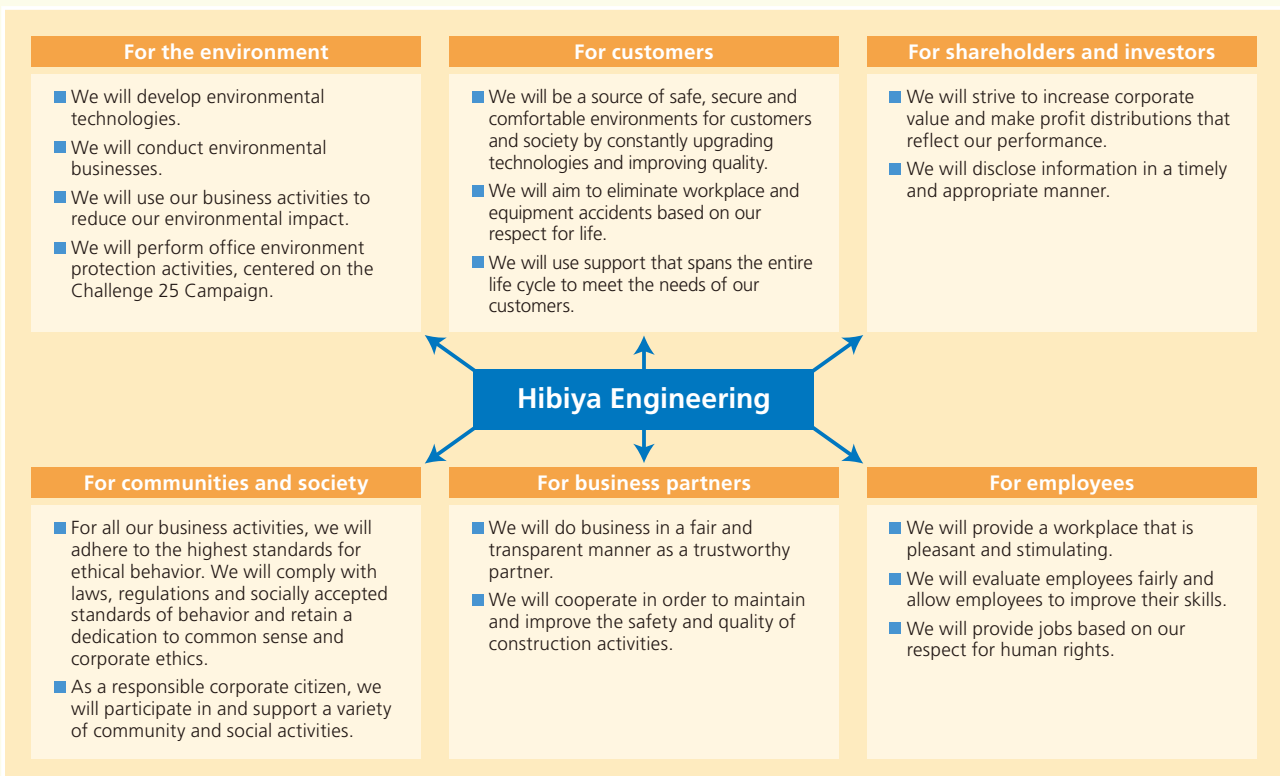 For the environment
We will develop environmental
technologies.
We will conduct environmental
businesses.
We will use our business activities to
reduce our environmental impact.
We will perform office environment
protection activities, centered on the
Challenge 25 Campaign.
For customers
We will be a source of safe, secure and
comfortable environments for customers
and society by constantly upgrading
technologies and improving quality.
We will aim to eliminate workplace and
equipment accidents based on our
respect for life.
We will use support that spans the entire
life cycle to meet the needs of our
customers.
For shareholders and investors
We will strive to increase corporate
value and make profit distributions that
reflect our performance.
We will disclose information in a timely
and appropriate manner.
Hibiya Engineering
For communities and society
For all our business activities, we will
adhere to the highest standards for
ethical behavior. We will comply with
laws, regulations and socially accepted
standards of behavior and retain a
dedication to common sense and
corporate ethics.
As a responsible corporate citizen, we
will participate in and support a variety
of community and social activities.
For business partners
We will do business in a fair and
transparent manner as a trustworthy
partner.
We will cooperate in order to maintain
and improve the safety and quality of
construction activities.
For employees
We will provide a workplace that is
pleasant and stimulating.
We will evaluate employees fairly and
allow employees to improve their skills.
We will provide jobs based on our
respect for human rights.